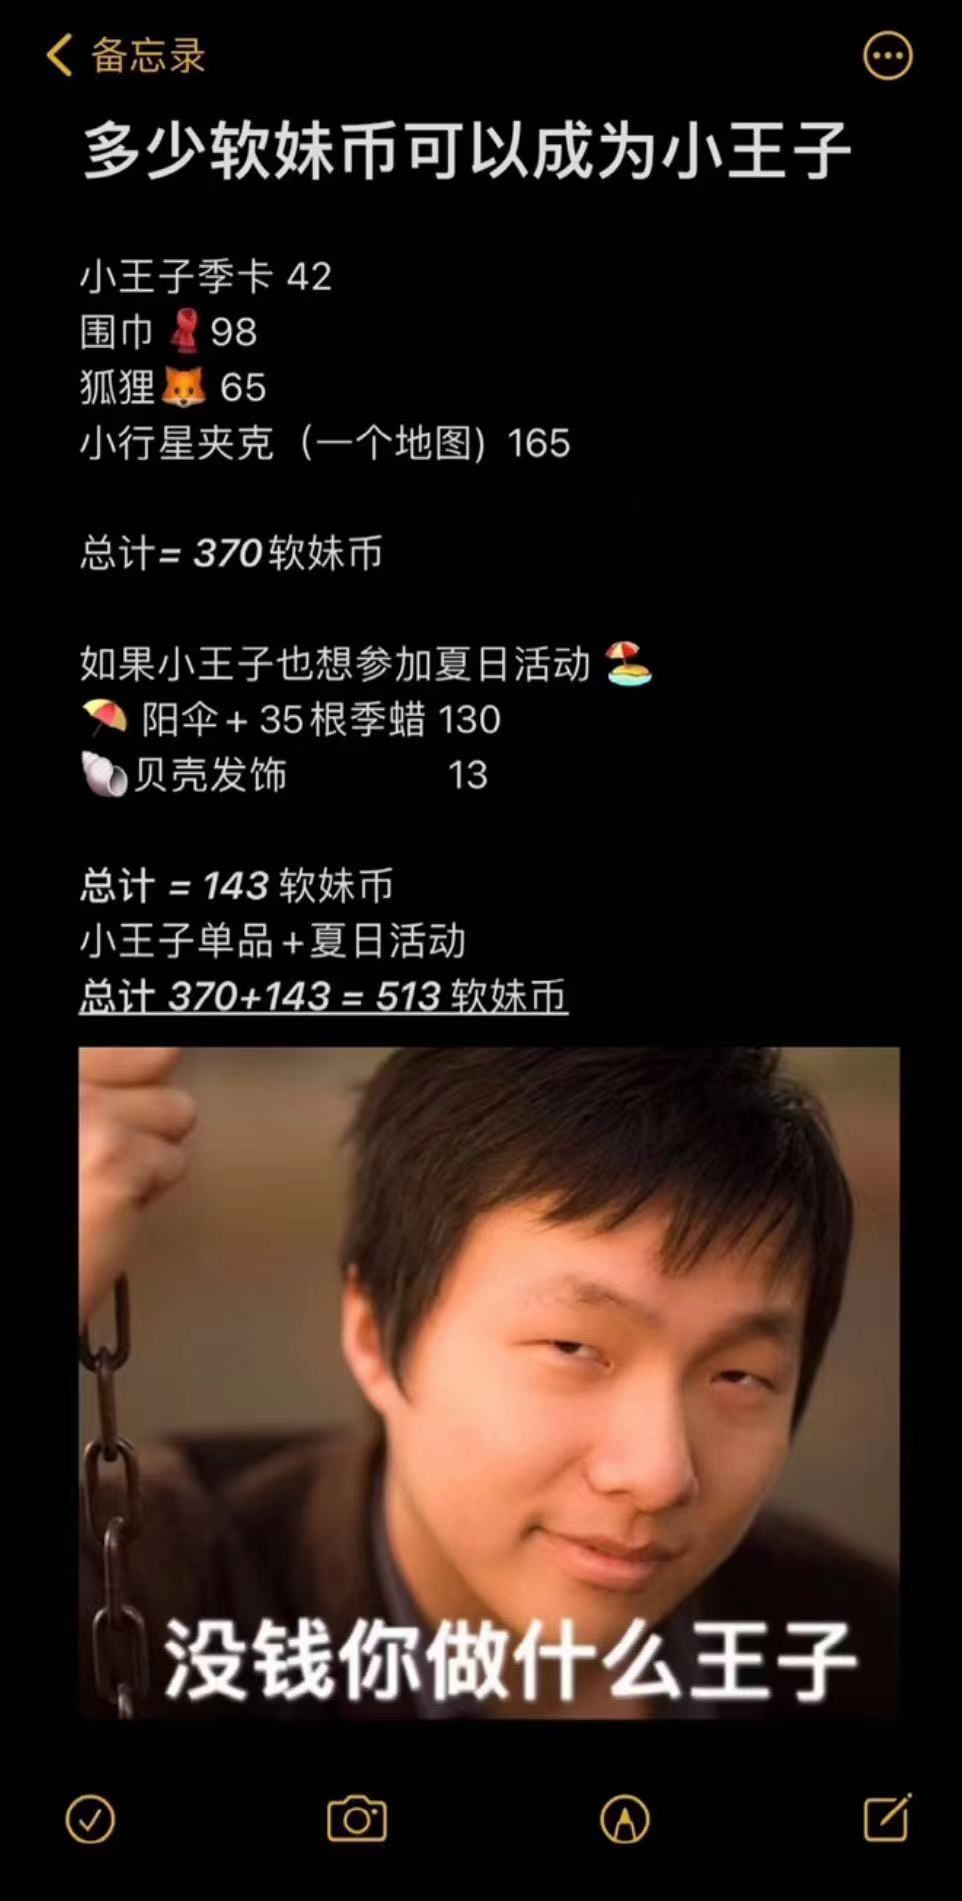 备忘录
多少软妹币可以成为小王子
小王子季卡 42
围巾🧣98
狐狸🦊 65
小行星夹克（一个地图）165
总计= 370软妹币
如果小王子也想参加夏日活动 🏖️
⛱️ 阳伞+ 35根季蜡 130
🐚贝壳发饰 13
总计 = 143 软妹币
小王子单品+夏日活动
总计 370+143 = 513 软妹币
没钱你做什么王子